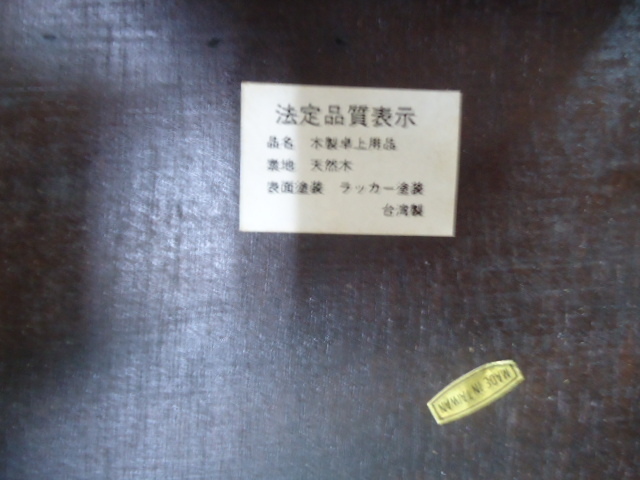 法定品質表示
品名 木製卓上用品
裏地 天然木
表面塗装 ラッカー塗装
台湾製
MADE IN TAIWAN